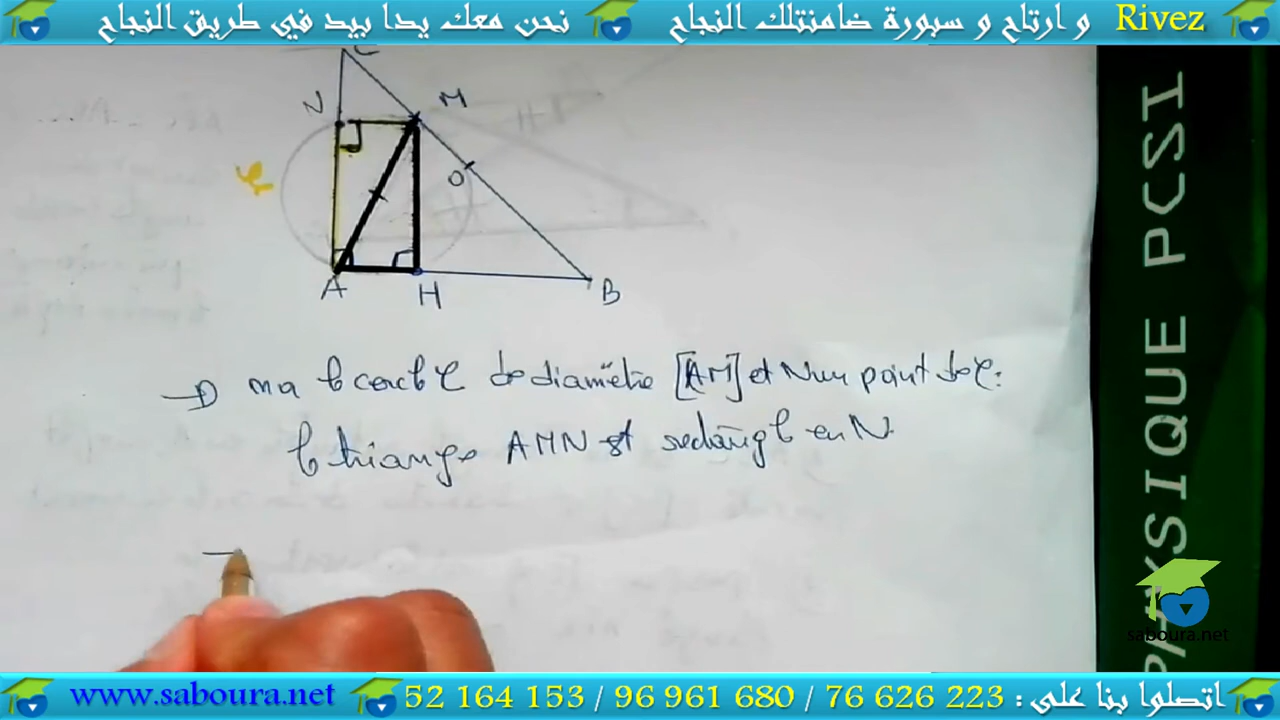 نحن معك يدا بيد في طريق النجاح و ارتاح و سبورة ضامنتلك النجاح Rivez
C
N
M
φ
O
A
H
B
→ ma le cercle φ de diamètre [AM] et N un point de φ:
le triange AMN est rectangle en N.
PHYSIQUE PCSI
saboura.net
www.saboura.net 52 164 153 / 96 961 680 / 76 626 223 : اتصلوا بنا على